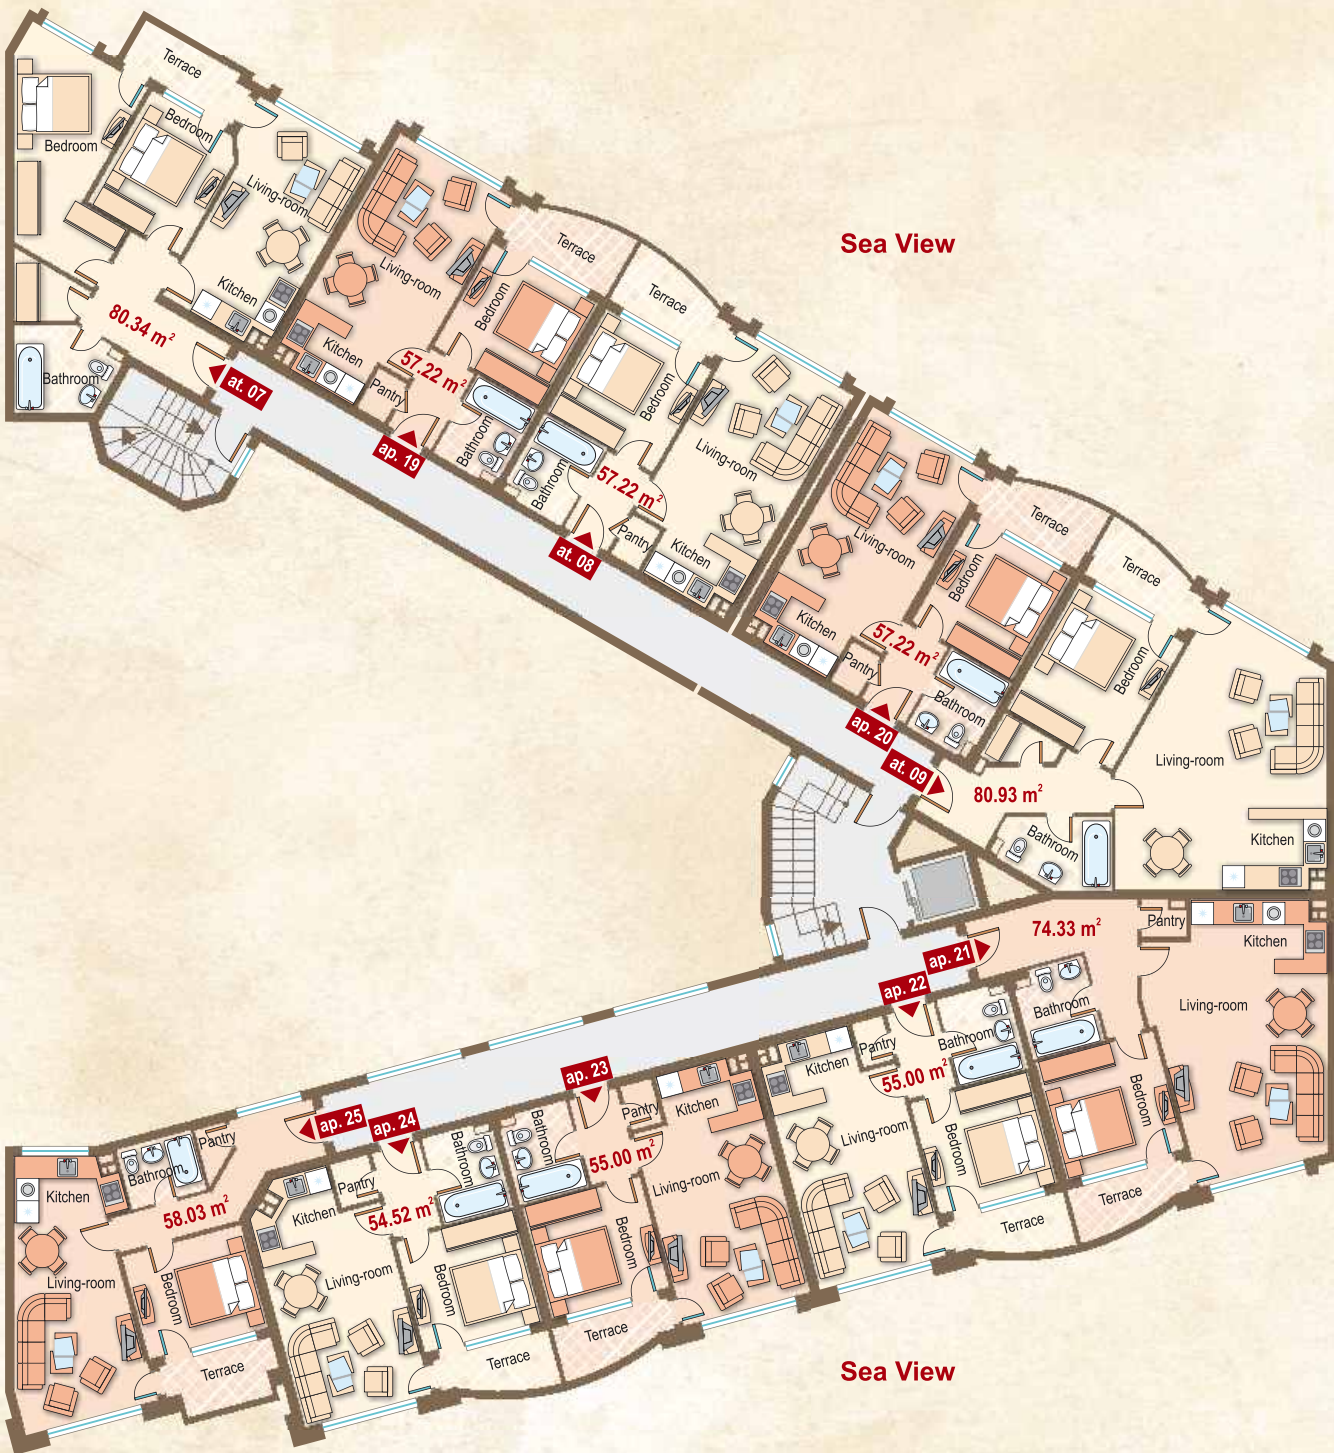 Terrace
Bedroom
Bedroom
Living-room
Kitchen
80.34 m²
Bathroom
at. 07
Terrace
Living-room
Bedroom
Kitchen
57.22 m²
Pantry
Bathroom
ap. 19
Sea View
Terrace
Bedroom
Living-room
57.22 m²
Bathroom
Pantry
Kitchen
at. 08
Terrace
Living-room
Bedroom
Kitchen
57.22 m²
Pantry
Bathroom
ap. 20
Terrace
Bedroom
Living-room
at. 09
80.93 m²
Bathroom
Kitchen
74.33 m²
Pantry
Kitchen
ap. 21
Living-room
Bathroom
Bedroom
Terrace
ap. 22
Pantry
Bathroom
Kitchen
55.00 m²
Living-room
Bedroom
Terrace
ap. 23
Pantry
Kitchen
Bathroom
55.00 m²
Living-room
Bedroom
Terrace
ap. 24
Bathroom
Pantry
Kitchen
54.52 m²
Living-room
Bedroom
Terrace
ap. 25
Pantry
Bathroom
Kitchen
58.03 m²
Living-room
Bedroom
Terrace
Sea View